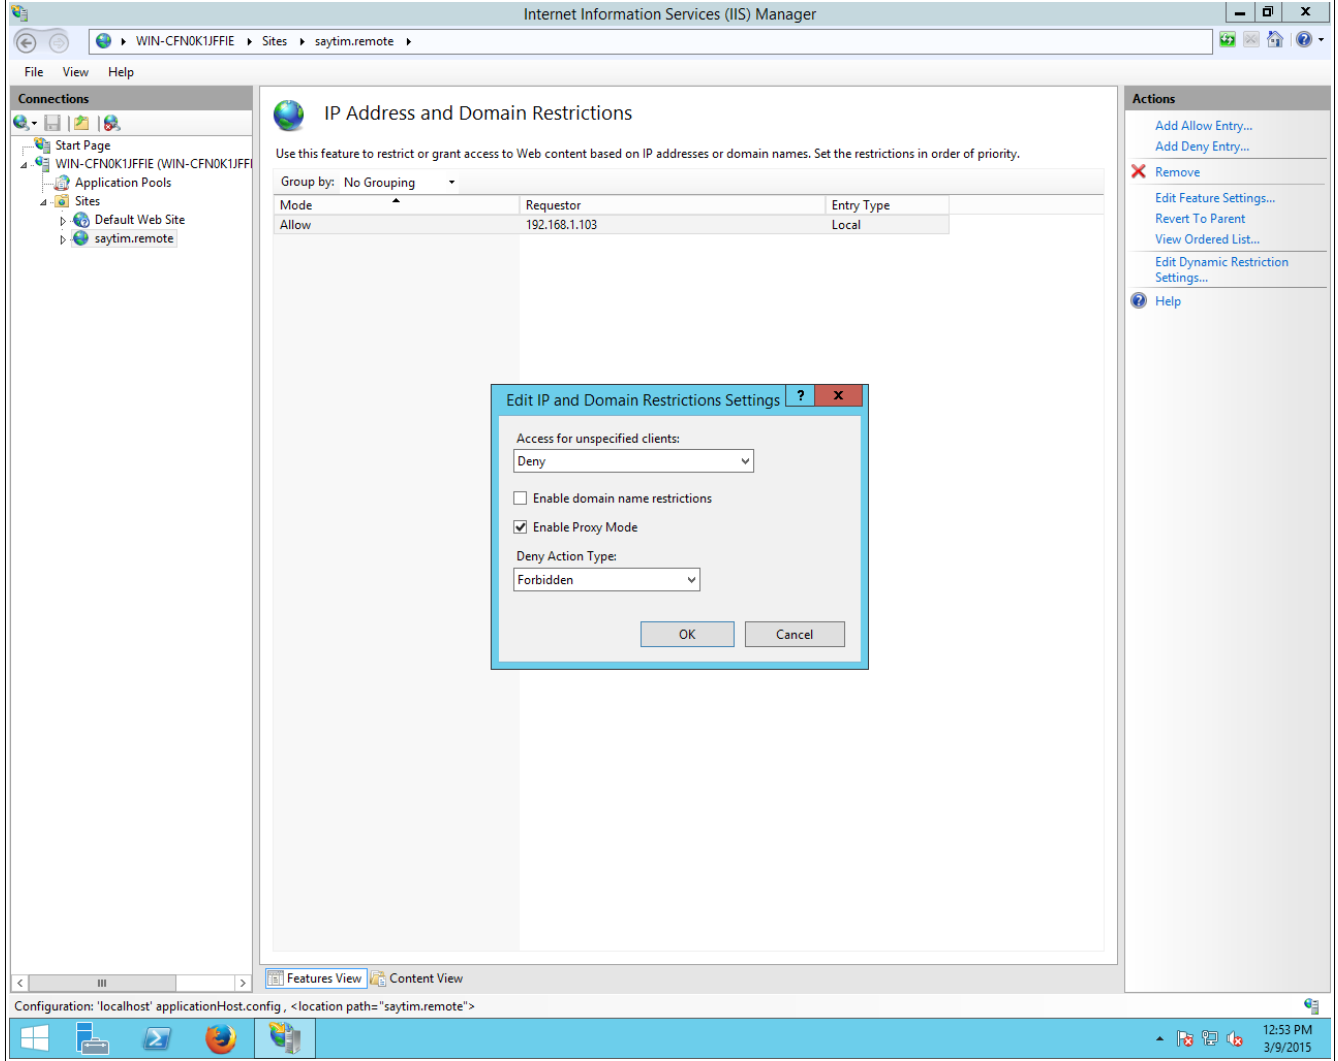 Internet Information Services (IIS) Manager
WIN-CFN0K1JFFIE Sites saytim.remote
File View Help
Connections
Start Page
WIN-CFN0K1JFFIE (WIN-CFN0K1JFFI
Application Pools
Sites
Default Web Site
saytim.remote
IP Address and Domain Restrictions
Use this feature to restrict or grant access to Web content based on IP addresses or domain names. Set the restrictions in order of priority.
Group by: No Grouping
Mode Requestor Entry Type
Allow 192.168.1.103 Local
Edit IP and Domain Restrictions Settings ? x
Access for unspecified clients:
Deny
Enable domain name restrictions
Enable Proxy Mode
Deny Action Type:
Forbidden
OK Cancel
Actions
Add Allow Entry...
Add Deny Entry...
Remove
Edit Feature Settings...
Revert To Parent
View Ordered List...
Edit Dynamic Restriction
Settings...
Help
Features View Content View
Configuration: 'localhost' applicationHost.config , <location path="saytim.remote">
12:53 PM
3/9/2015